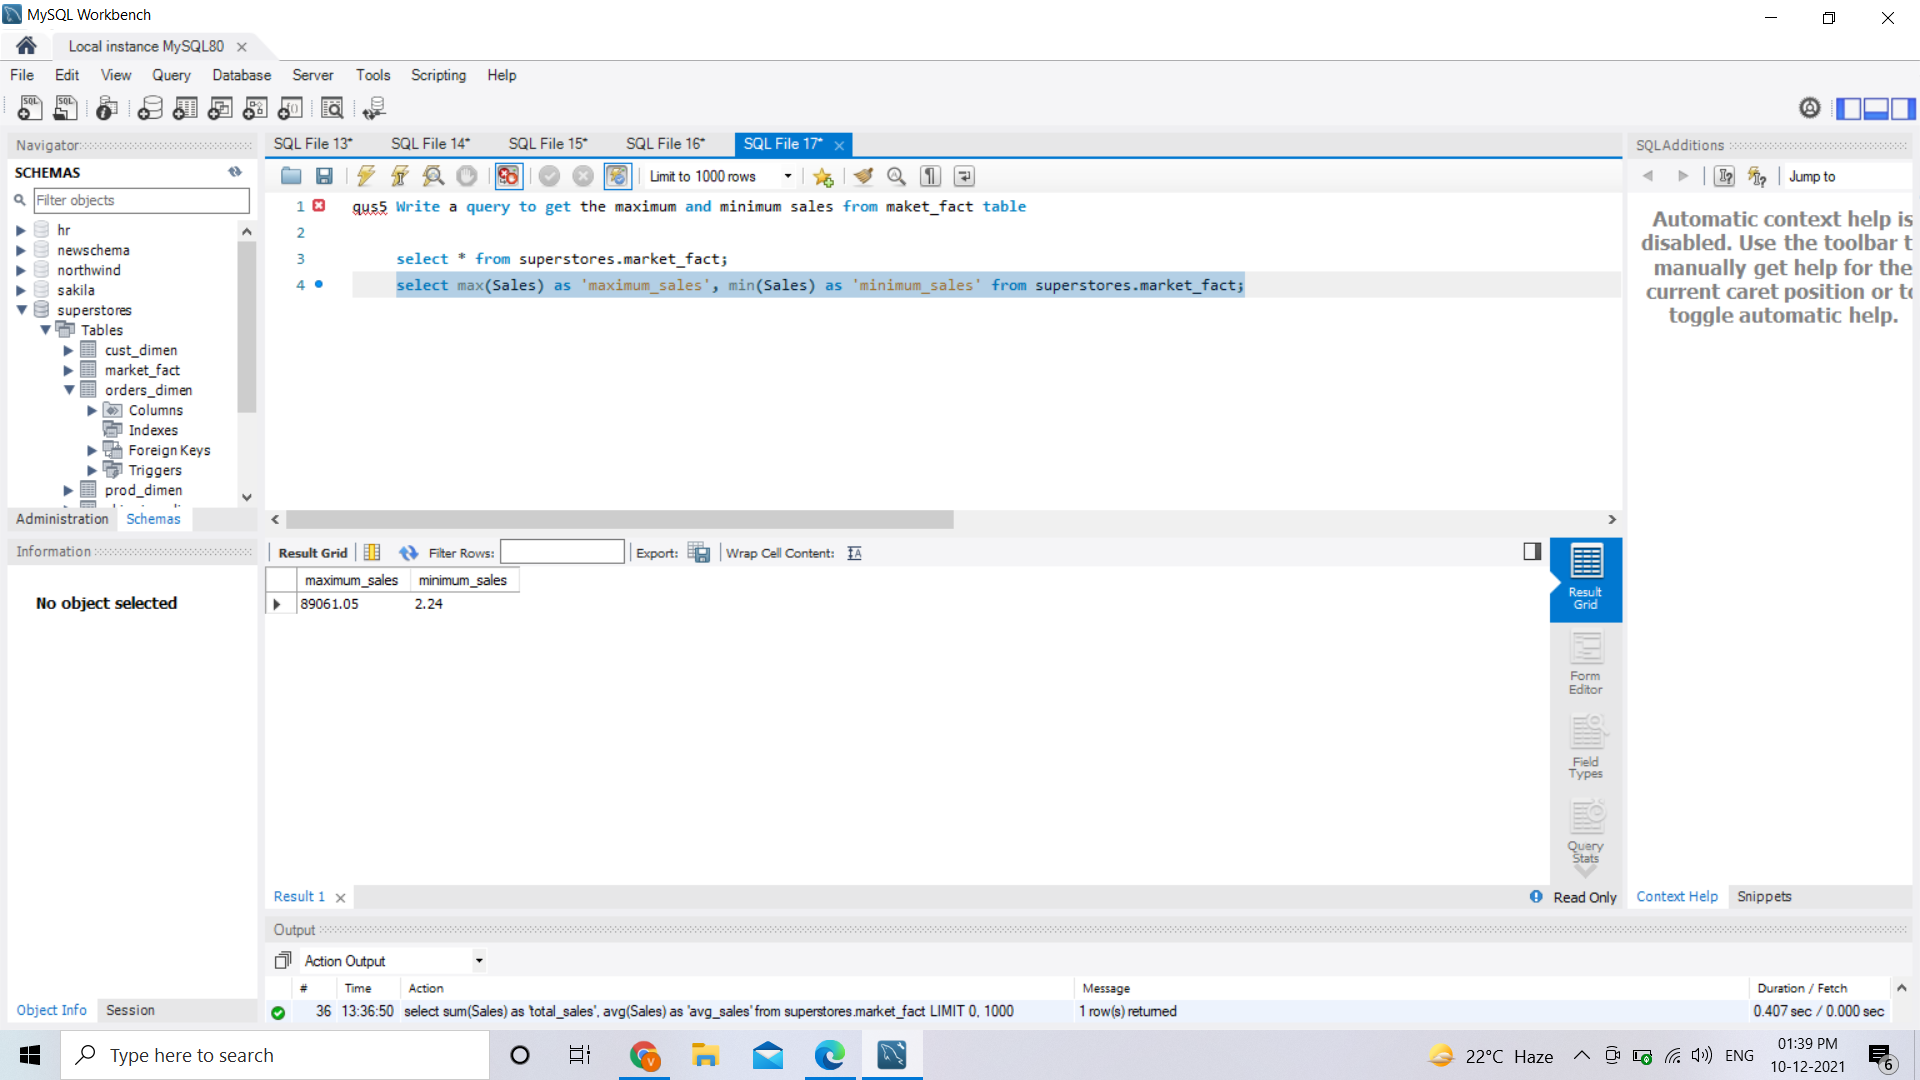 MySQL Workbench
Local instance MySQL80
File Edit View Query Database Server Tools Scripting Help
Navigator
SCHEMAS
Filter objects
hr
newschema
northwind
sakila
superstores
Tables
cust_dimen
market_fact
orders_dimen
Columns
Indexes
Foreign Keys
Triggers
prod_dimen
Administration Schemas
Information
No object selected
Object Info Session
SQL File 13* SQL File 14* SQL File 15* SQL File 16* SQL File 17*
Limit to 1000 rows
1 qus5 Write a query to get the maximum and minimum sales from maket_fact table
2
3 select * from superstores.market_fact;
4 select max(Sales) as 'maximum_sales', min(Sales) as 'minimum_sales' from superstores.market_fact;
Result Grid Filter Rows: Export: Wrap Cell Content:
maximum_sales minimum_sales
89061.05 2.24
Result Grid
Form Editor
Field Types
Query Stats
Result 1
Read Only
SQLAdditions
Jump to
Automatic context help is
disabled. Use the toolbar t
manually get help for the
current caret position or to
toggle automatic help.
Context Help Snippets
Output
Action Output
# Time Action Message Duration / Fetch
36 13:36:50 select sum(Sales) as 'total_sales', avg(Sales) as 'avg_sales' from superstores.market_fact LIMIT 0, 1000 1 row(s) returned 0.407 sec / 0.000 sec
Type here to search
22°C Haze
ENG
01:39 PM
10-12-2021
6